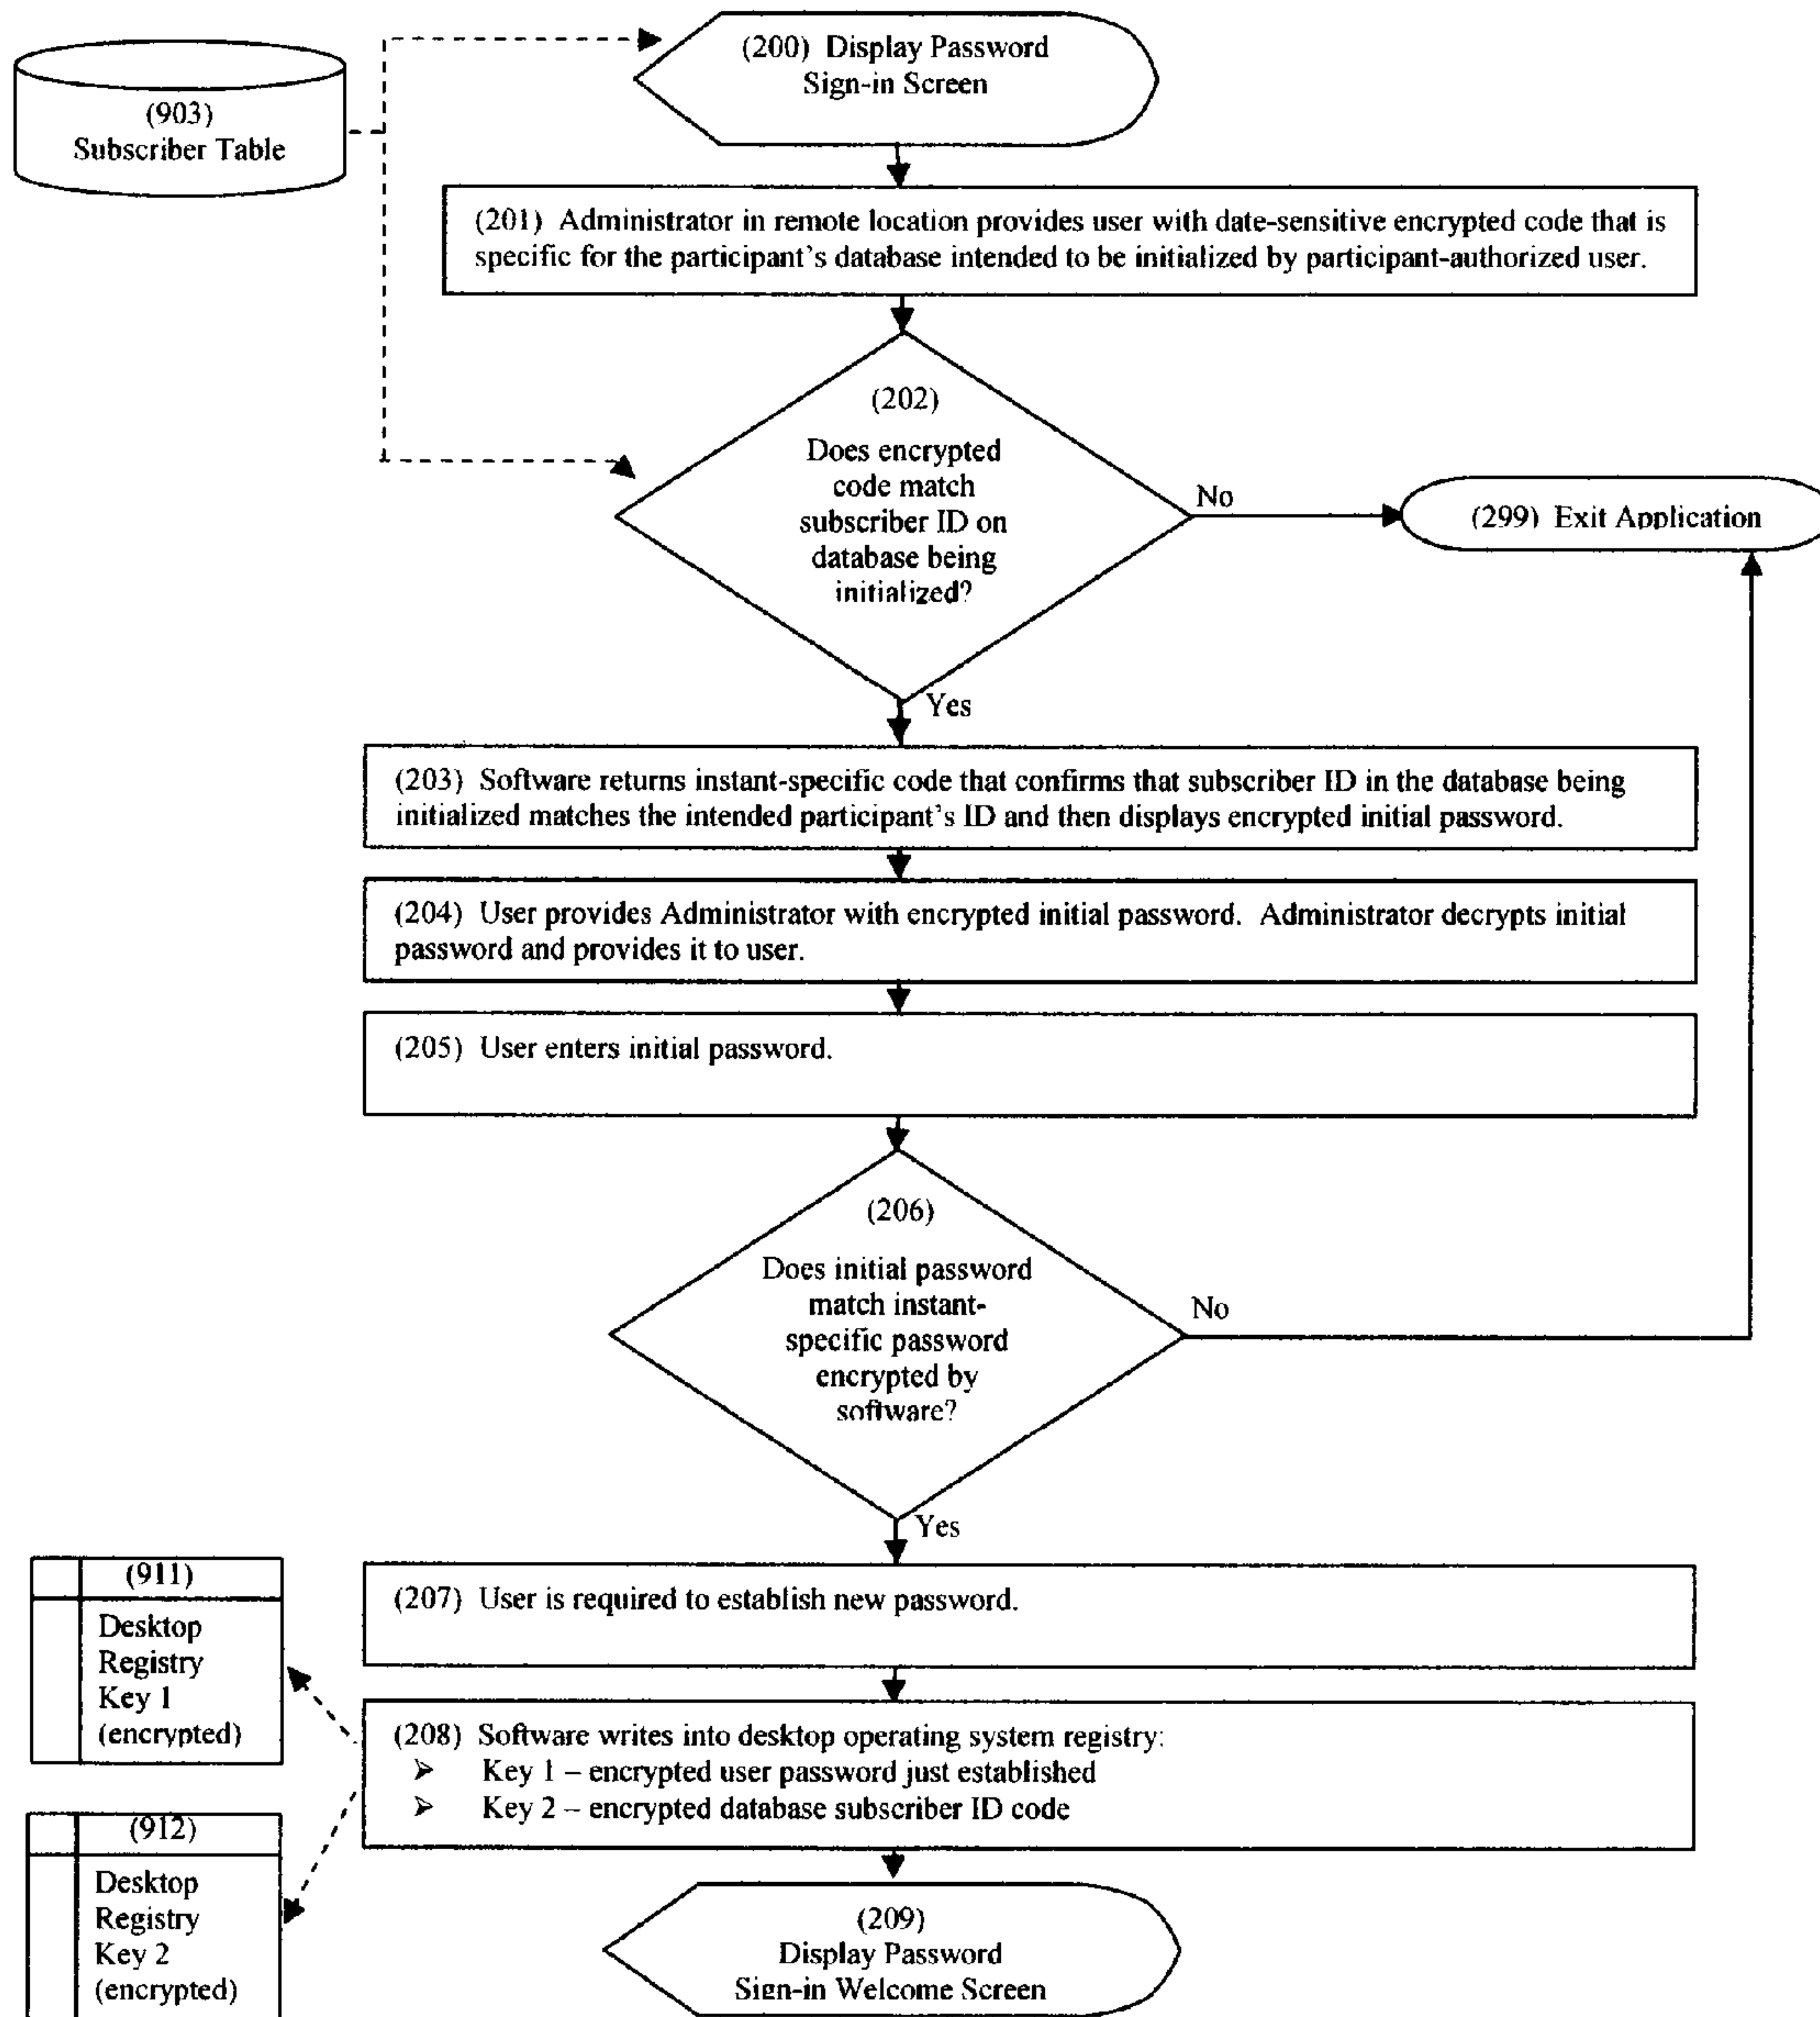 (200) Display Password
Sign-in Screen
(903)
Subscriber Table
(201) Administrator in remote location provides user with date-sensitive encrypted code that is
specific for the participant's database intended to be initialized by participant-authorized user.
(202)
Does encrypted
code match
subscriber ID on
database being
initialized?
No
(299) Exit Application
Yes
(203) Software returns instant-specific code that confirms that subscriber ID in the database being
initialized matches the intended participant's ID and then displays encrypted initial password.
(204) User provides Administrator with encrypted initial password. Administrator decrypts initial
password and provides it to user.
(205) User enters initial password.
(206)
Does initial password
match instant-
specific password
encrypted by
software?
No
Yes
(911)
Desktop
Registry
Key 1
(encrypted)
(207) User is required to establish new password.
(208) Software writes into desktop operating system registry:
➢ Key 1 – encrypted user password just established
➢ Key 2 – encrypted database subscriber ID code
(912)
Desktop
Registry
Key 2
(encrypted)
(209)
Display Password
Sign-in Welcome Screen